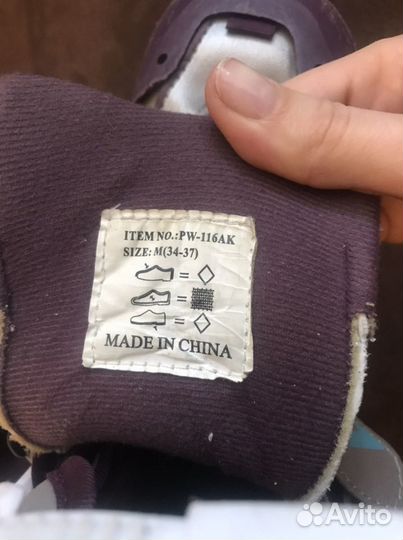 ITEM NO.:PW-116AK
SIZE: M(34-37)
=
=
=
MADE IN CHINA
Avito